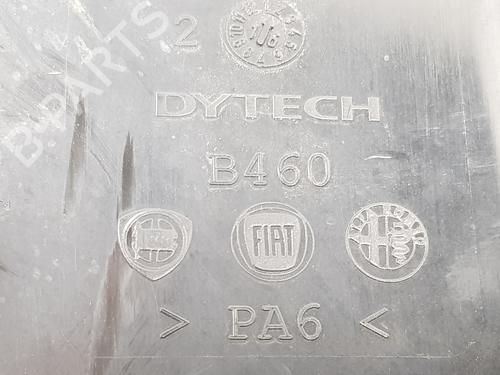 2
DYTECH
B460
FIAT
> PA6 <
B-PARTS